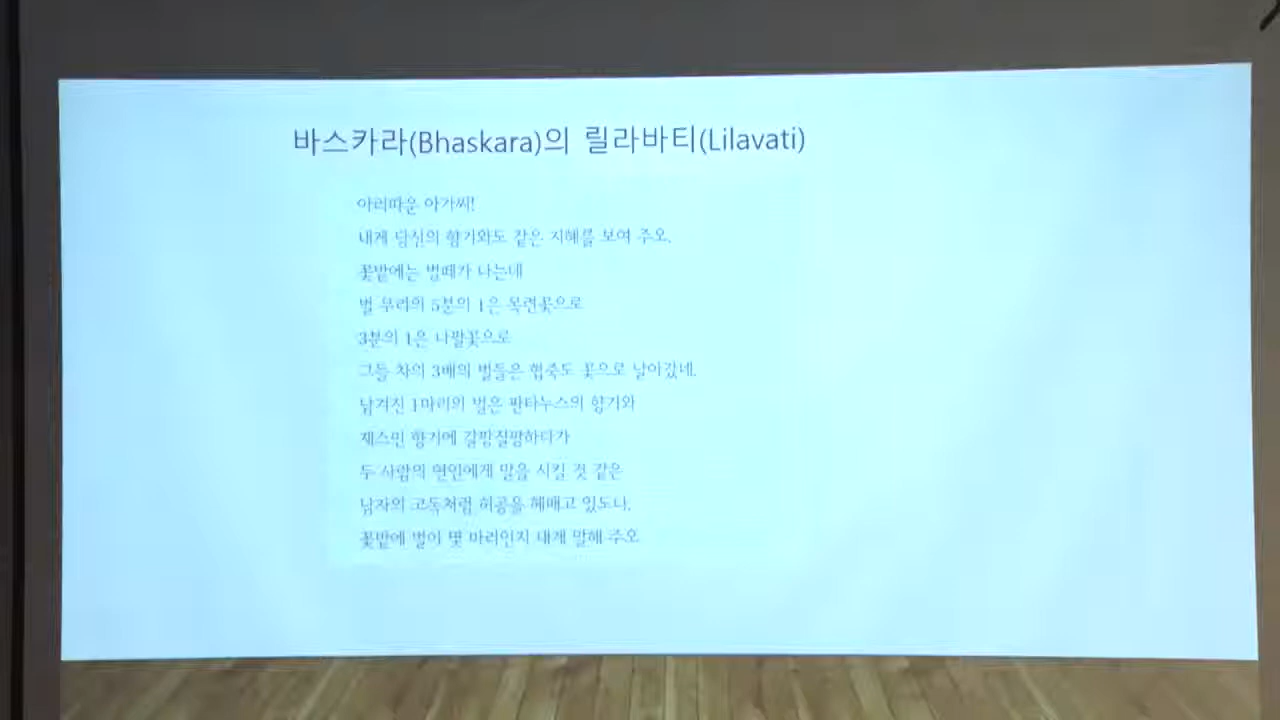 바스카라(Bhaskara)의 릴라바티(Lilavati)
아리따운 아가씨!
내게 당신의 향기와도 같은 지혜를 보여 주오.
꽃밭에는 벌떼가 나는데
벌 무리의 5분의 1은 목련꽃으로
3분의 1은 나팔꽃으로
그들 차의 3배의 벌들은 협죽도 꽃으로 날아갔네.
남겨진 1마리의 벌은 판타누스의 향기와
재스민 향기에 갈팡질팡하다가
두 사람의 연인에게 말을 시킬 것 같은
남자의 고독처럼 허공을 헤매고 있도다.
꽃밭에 벌이 몇 마리인지 내게 말해 주오